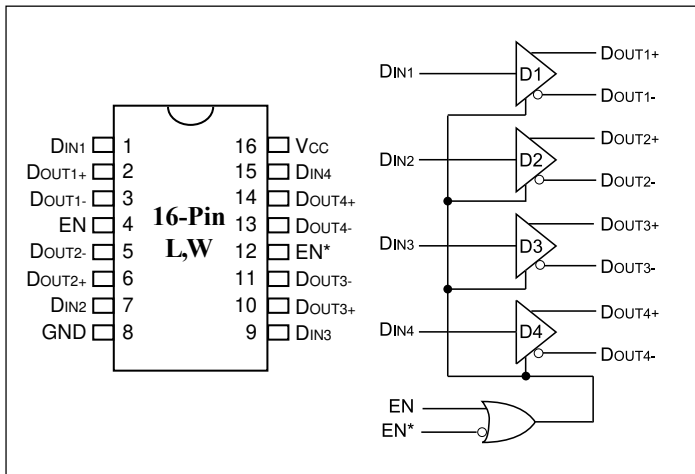 DIN1 1 16 VCC
DOUT1+ 2 15 DIN4
DOUT1- 3 14 DOUT4+
EN 4 13 DOUT4-
DOUT2- 5 12 EN*
DOUT2+ 6 11 DOUT3-
DIN2 7 10 DOUT3+
GND 8 9 DIN3
16-Pin
L,W
DIN1 D1 DOUT1+
DOUT1-
DIN2 D2 DOUT2+
DOUT2-
DIN3 D3 DOUT3+
DOUT3-
DIN4 D4 DOUT4+
DOUT4-
EN
EN*